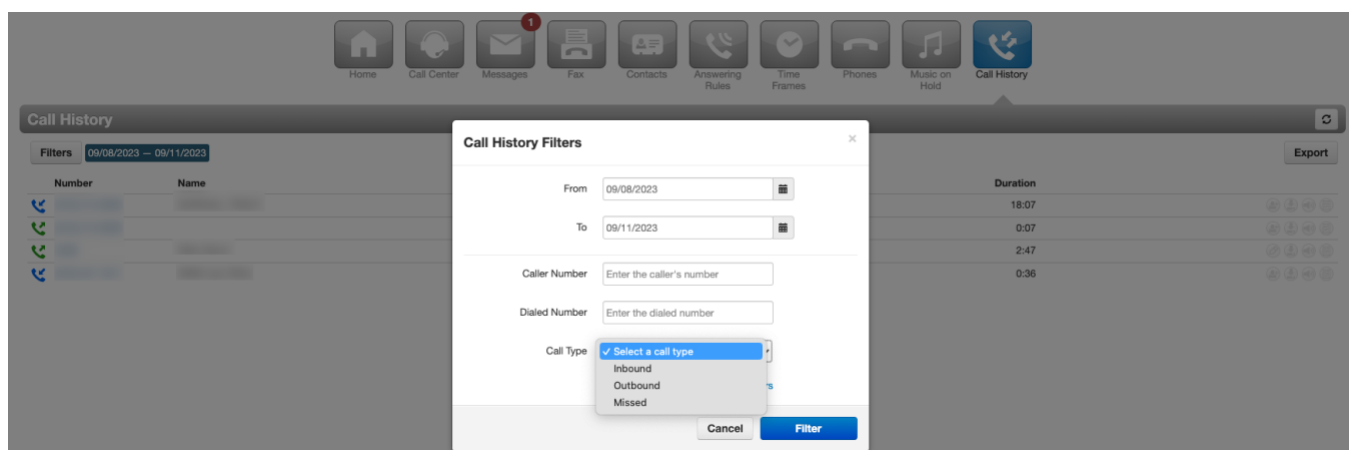 1
Home
Call Center
Messages
Fax
Contacts
Answering
Rules
Time
Frames
Phones
Music on
Hold
Call History
Call History
Filters 09/08/2023 — 09/11/2023
Export
Number Name Duration
18:07
0:07
2:47
0:36
Call History Filters ×
From 09/08/2023
To 09/11/2023
Caller Number Enter the caller's number
Dialed Number Enter the dialed number
Call Type ✓ Select a call type
Inbound
Outbound
Missed
Cancel Filter